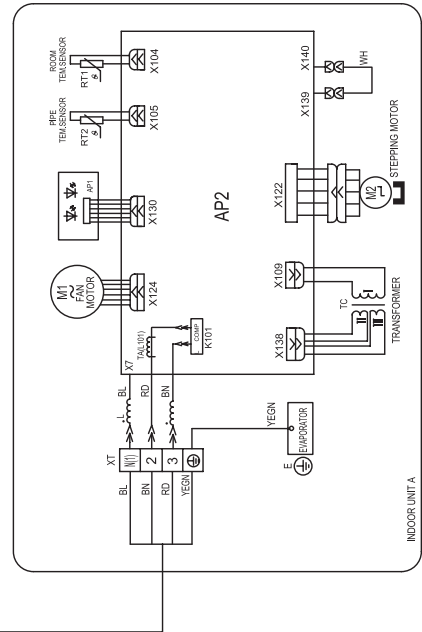 ROOM
TEM.SENSOR
RT1
θ
X104
PIPE
TEM.SENSOR
RT2
θ
X105
AP1
X130
M1
FAN
MOTOR
X124
AP2
X140
WH
X139
X122
M2
STEPPING MOTOR
X109
TC
I
II
III
TRANSFORMER
X138
X7
TA(L101)
COMP
L
K101
XT
N(1)
2
3
BL
BN
RD
YEGN
BL
L
RD
BN
YEGN
EVAPORATOR
E
INDOOR UNIT A